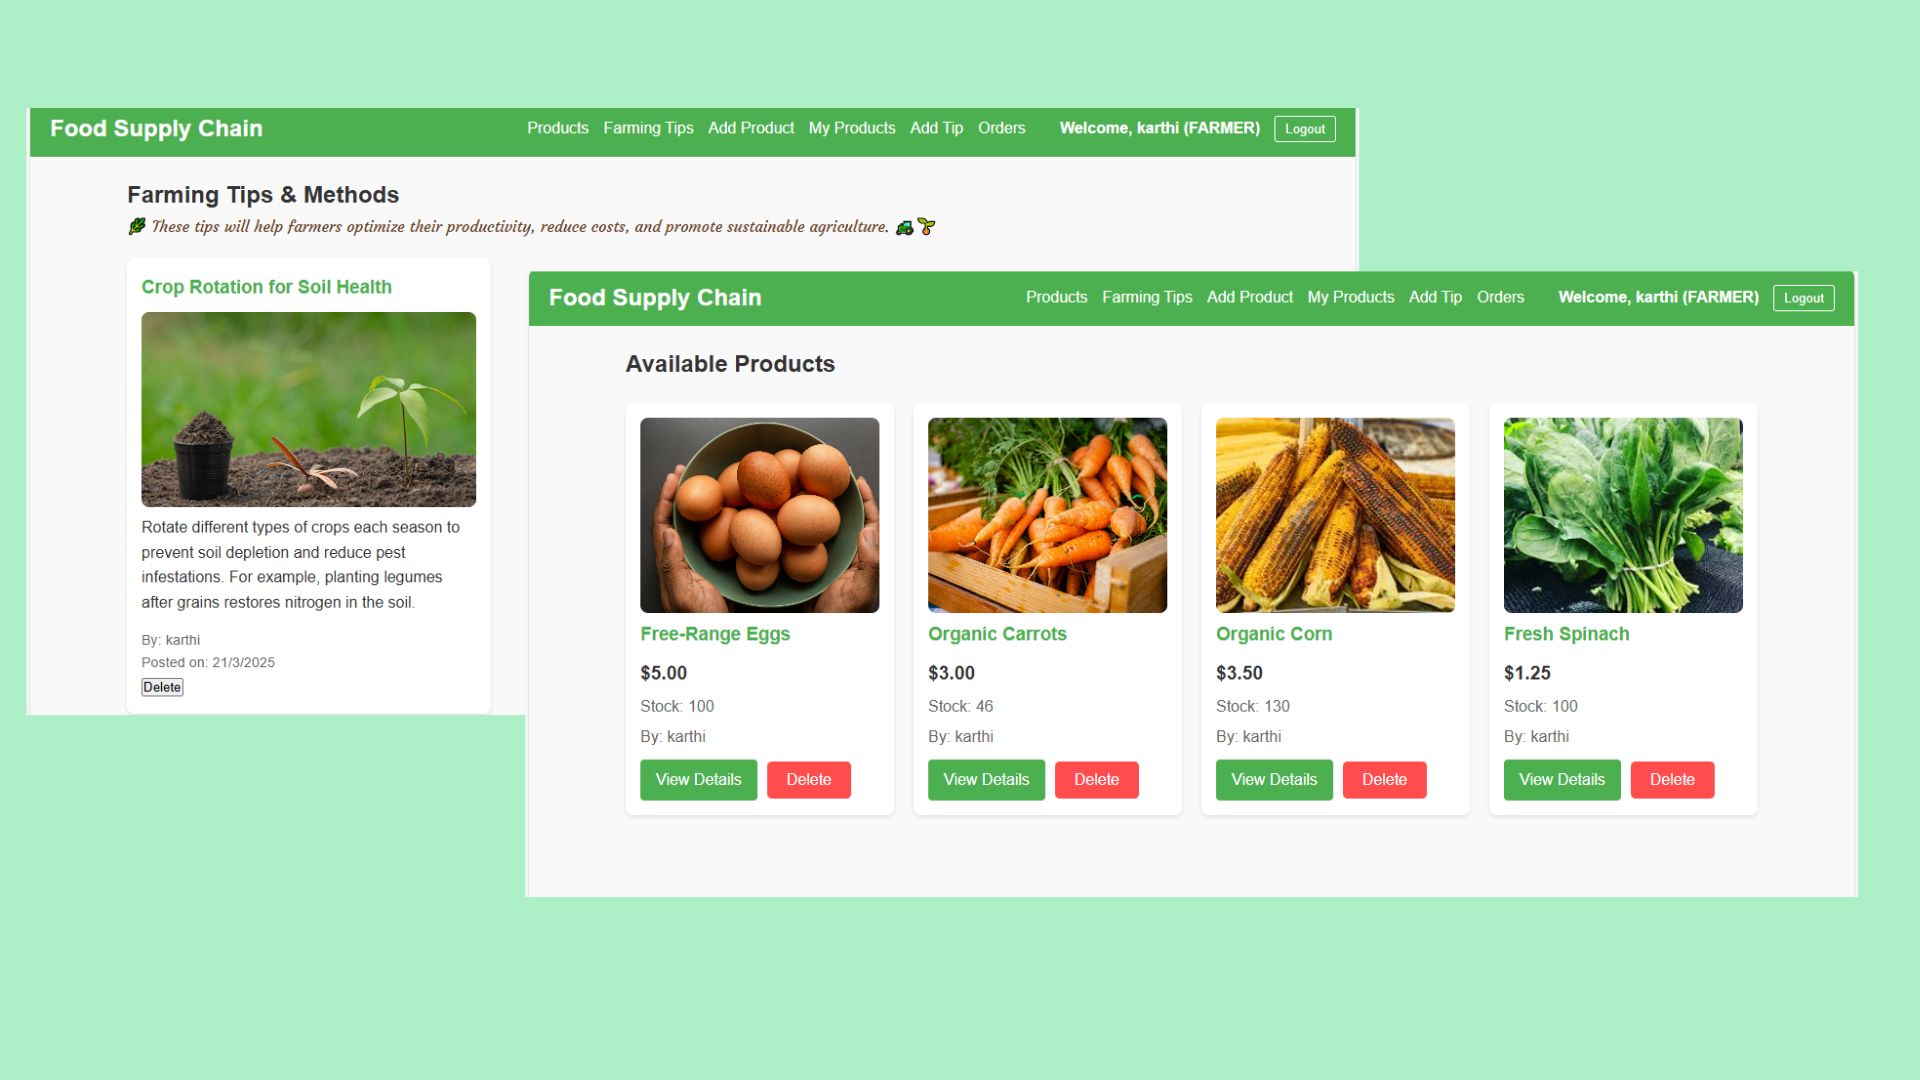 Food Supply Chain
Products Farming Tips Add Product My Products Add Tip Orders Welcome, karthi (FARMER) Logout
Farming Tips & Methods
🌿 These tips will help farmers optimize their productivity, reduce costs, and promote sustainable agriculture. 🚜🌱
Crop Rotation for Soil Health
Rotate different types of crops each season to
prevent soil depletion and reduce pest
infestations. For example, planting legumes
after grains restores nitrogen in the soil.
By: karthi
Posted on: 21/3/2025
Delete
Food Supply Chain
Products Farming Tips Add Product My Products Add Tip Orders Welcome, karthi (FARMER) Logout
Available Products
Free-Range Eggs
$5.00
Stock: 100
By: karthi
View Details Delete
Organic Carrots
$3.00
Stock: 46
By: karthi
View Details Delete
Organic Corn
$3.50
Stock: 130
By: karthi
View Details Delete
Fresh Spinach
$1.25
Stock: 100
By: karthi
View Details Delete